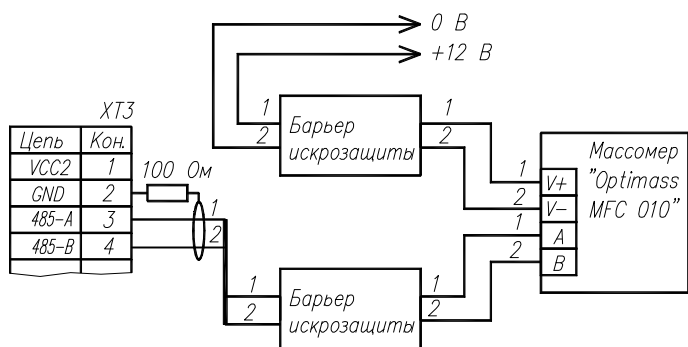 0 В
+12 В
ХТ3
Цепь Кон.
VCC2 1
GND 2
485-А 3
485-В 4
100 Ом
1
2
1
2
Барьер
искрозащиты
1
2
1
2
Барьер
искрозащиты
1
2
1
2
1
2
V+
V-
A
B
Массомер
"Optimass
MFC 010"